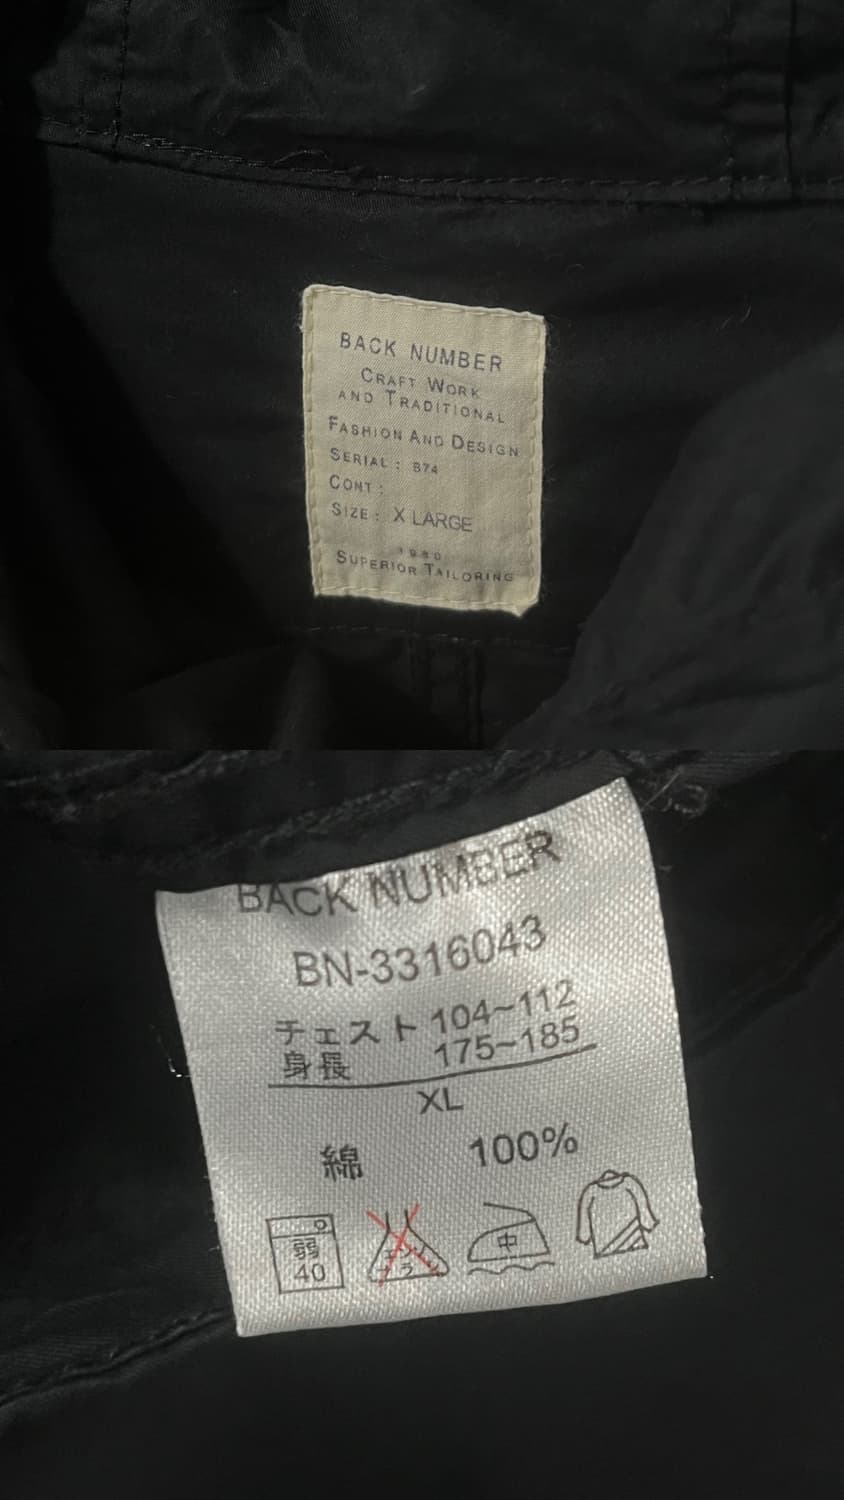 BACK NUMBER
CRAFT WORK
AND TRADITIONAL
FASHION AND DESIGN
SERIAL : B74
CONT :
SIZE : X LARGE
1980
SUPERIOR TAILORING
BACK NUMBER
BN-3316043
チェスト 104~112
身長 175~185
XL
綿 100%
弱
40
中